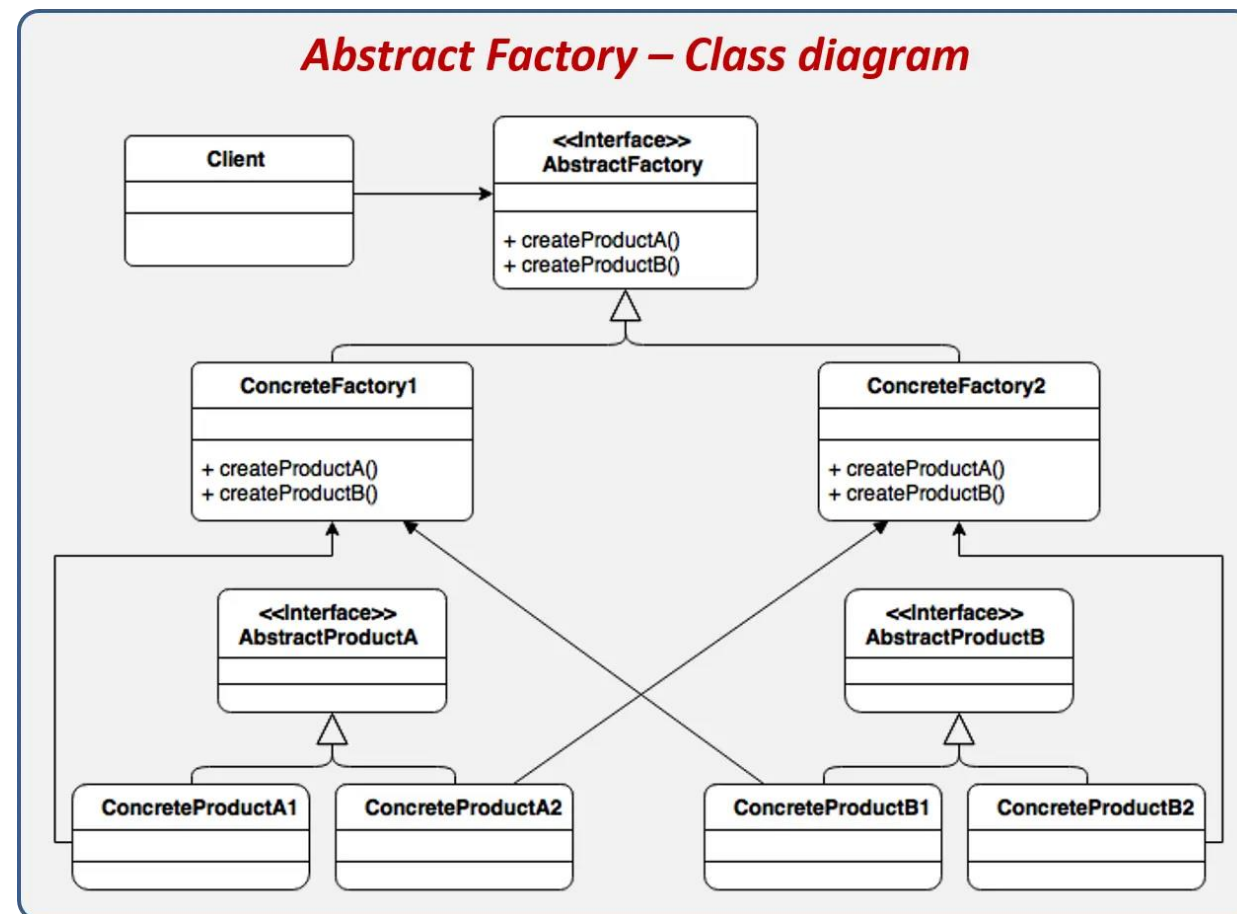 Abstract Factory – Class diagram
Client
<<Interface>>
AbstractFactory
+ createProductA()
+ createProductB()
ConcreteFactory1
+ createProductA()
+ createProductB()
ConcreteFactory2
+ createProductA()
+ createProductB()
<<Interface>>
AbstractProductA
<<Interface>>
AbstractProductB
ConcreteProductA1
ConcreteProductA2
ConcreteProductB1
ConcreteProductB2